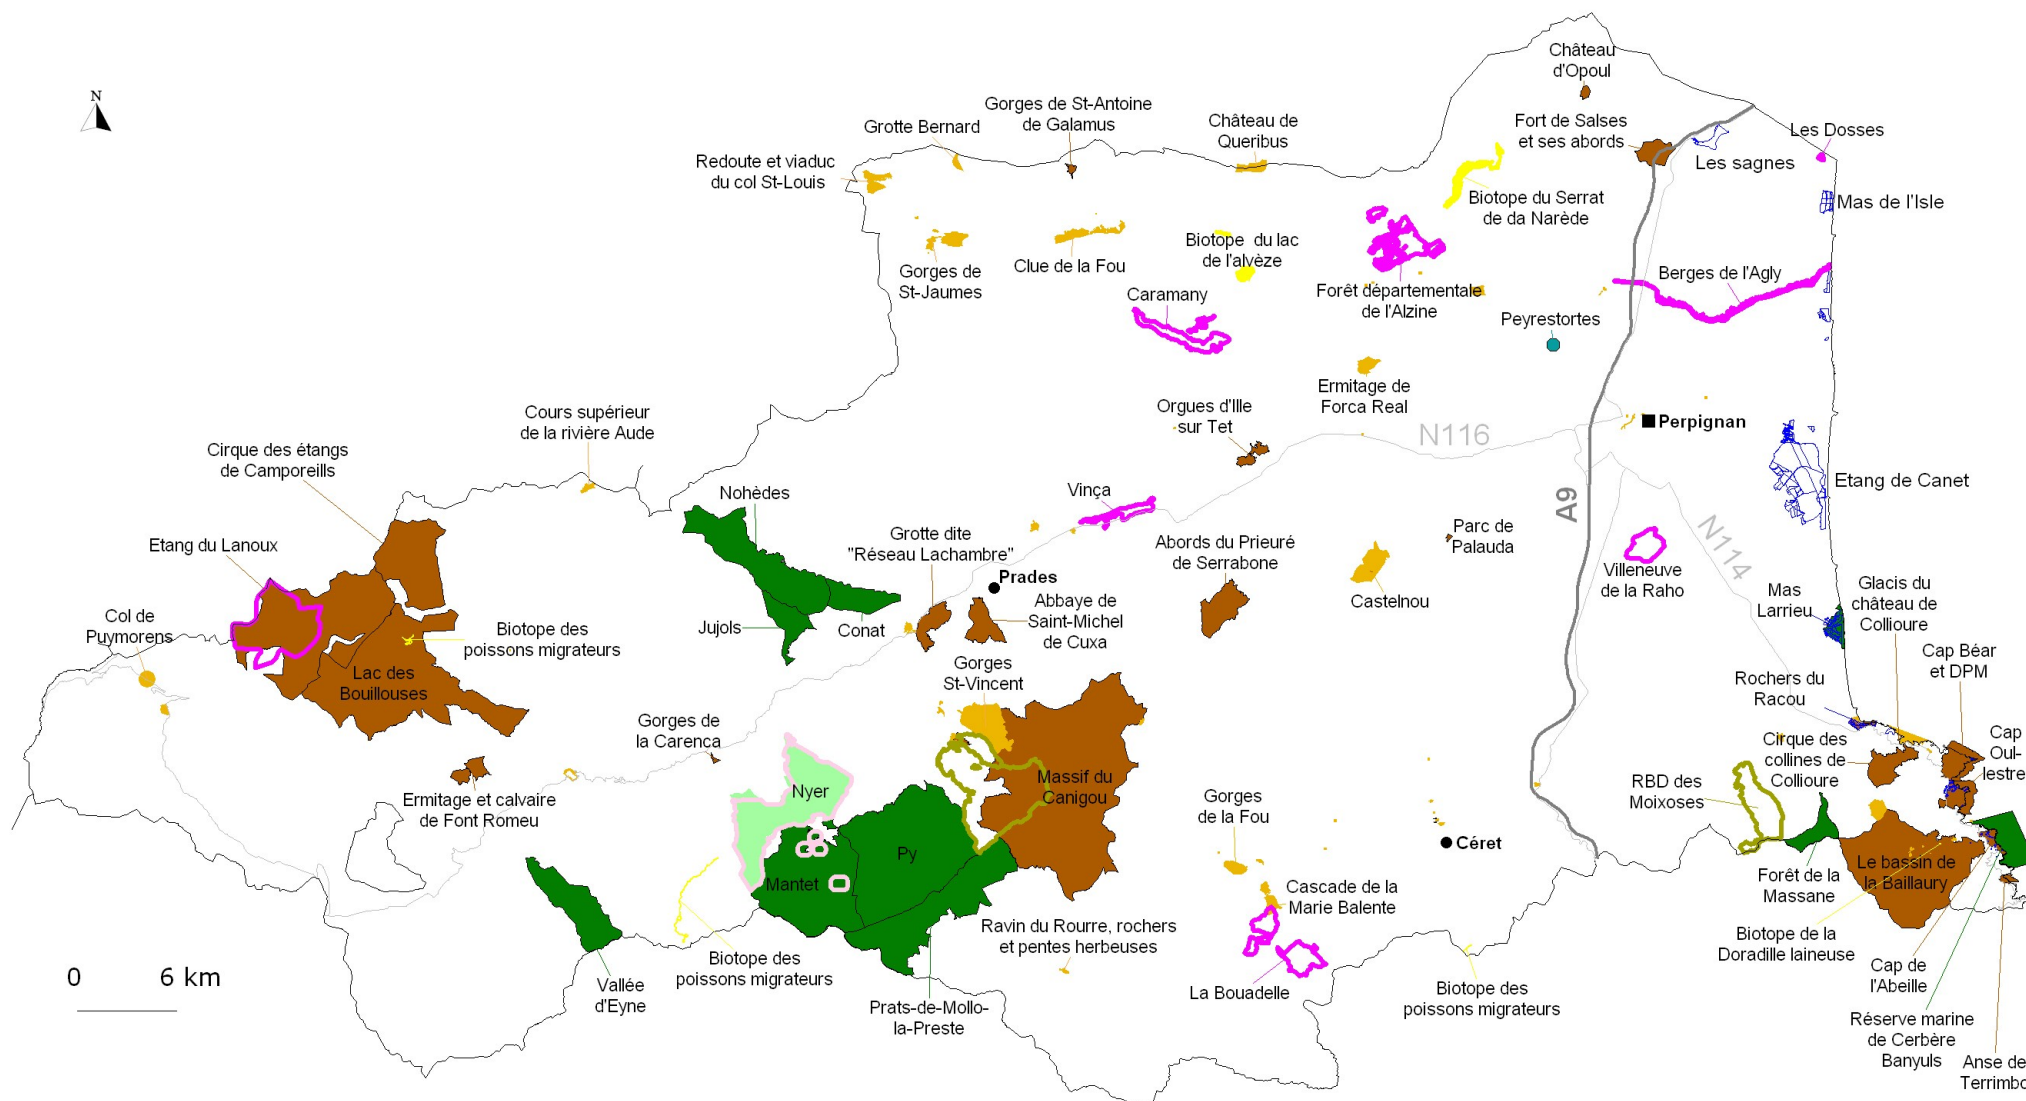 N
Château
d'Opoul
Gorges de St-Antoine
de Galamus
Château de
Queribus
Fort de Salses
et ses abords
Grotte Bernard
Les Dosses
Redoute et viaduc
du col St-Louis
Les sagnes
Biotope du Serrat
de da Narède
Mas de l'Isle
Biotope du lac
de l'alvèze
Gorges de
St-Jaumes
Clue de la Fou
Berges de l'Agly
Caramany
Forêt départementale
de l'Alzine
Peyrestortes
Ermitage de
Forca Real
Orgues d'Ille
sur Tet
Cours supérieur
de la rivière Aude
N116
Perpignan
Cirque des étangs
de Camporeills
Nohèdes
Vinça
Etang de Canet
A9
N114
Etang du Lanoux
Grotte dite
"Réseau Lachambre"
Abords du Prieuré
de Serrabone
Parc de
Palauda
Prades
Villeneuve
de la Raho
Castelnou
Mas
Larrieu
Glacis du
château de
Collioure
Col de
Puymorens
Biotope des
poissons migrateurs
Jujols
Conat
Abbaye de
Saint-Michel
de Cuxa
Cap Béar
et DPM
Lac des
Bouillouses
Gorges
St-Vincent
Rochers du
Racou
Gorges de
la Carenca
Cap
Oul-
lestre
Cirque des
collines de
Collioure
Massif du
Canigou
RBD des
Moixoses
Nyer
Ermitage et calvaire
de Font Romeu
Gorges
de la Fou
Céret
Py
Mantet
Le bassin de
la Baillaury
Forêt de la
Massane
Cascade de la
Marie Balente
Ravin du Rourre, rochers
et pentes herbeuses
Biotope de la
Doradille laineuse
0 6 km
Biotope des
poissons migrateurs
Vallée
d'Eyne
La Bouadelle
Biotope des
poissons migrateurs
Cap de
l'Abeille
Prats-de-Mollo-
la-Preste
Réserve marine
de Cerbère
Banyuls
Anse de
Terrimbo